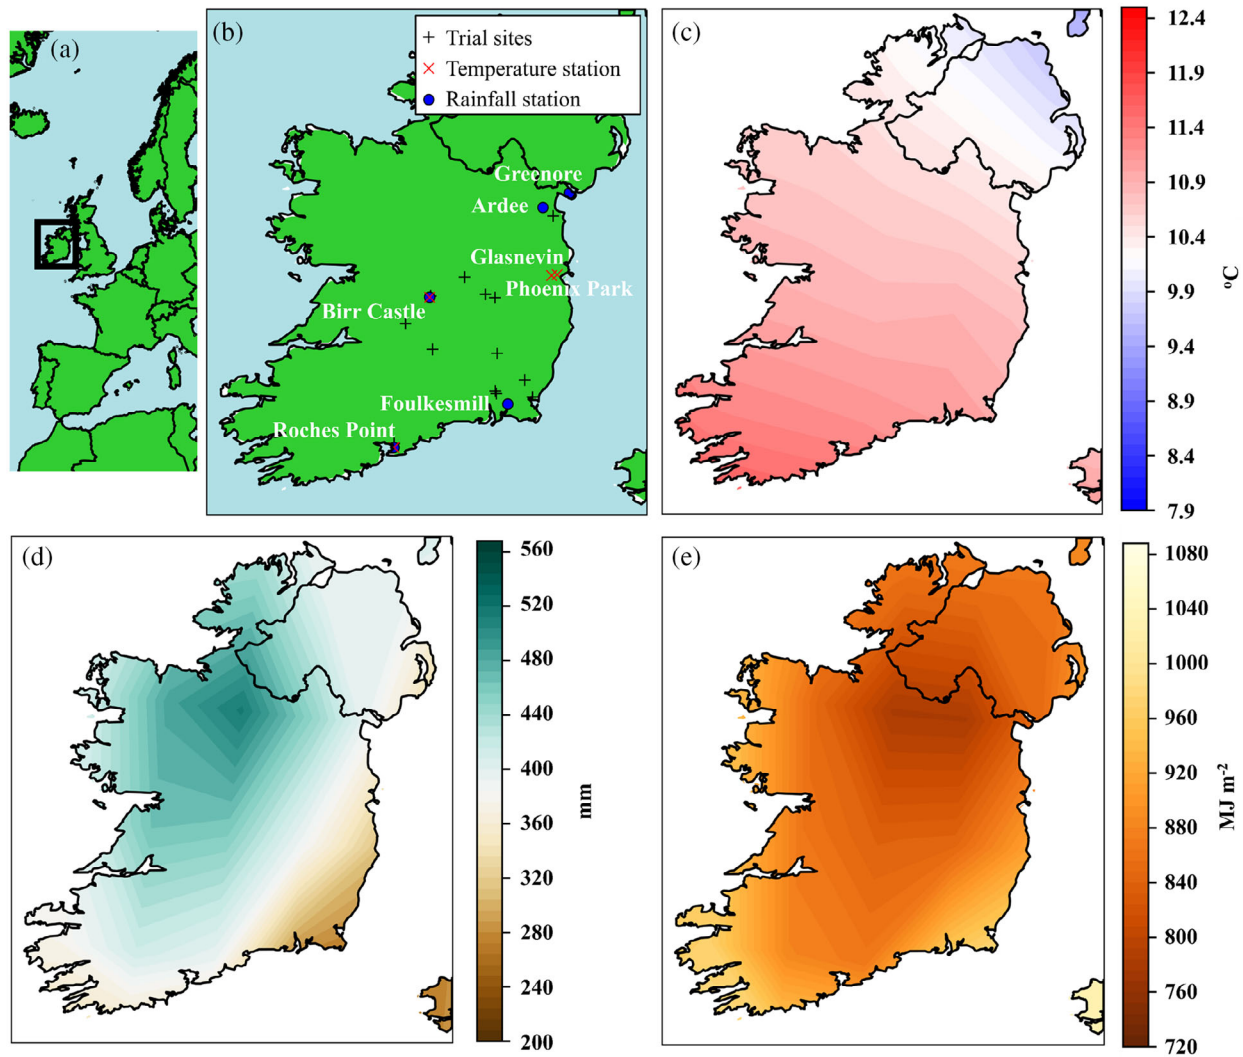 (a)
(b)
Trial sites
Temperature station
Rainfall station
Greenore
Ardee
Glasnevin
Phoenix Park
Birr Castle
Foulkesmill
Roches Point
(c)
12.4
11.9
11.4
10.9
10.4
9.9
9.4
8.9
8.4
7.9
ºC
(d)
560
520
480
440
400
360
320
280
240
200
mm
(e)
1080
1040
1000
960
920
880
840
800
760
720
MJ m⁻²